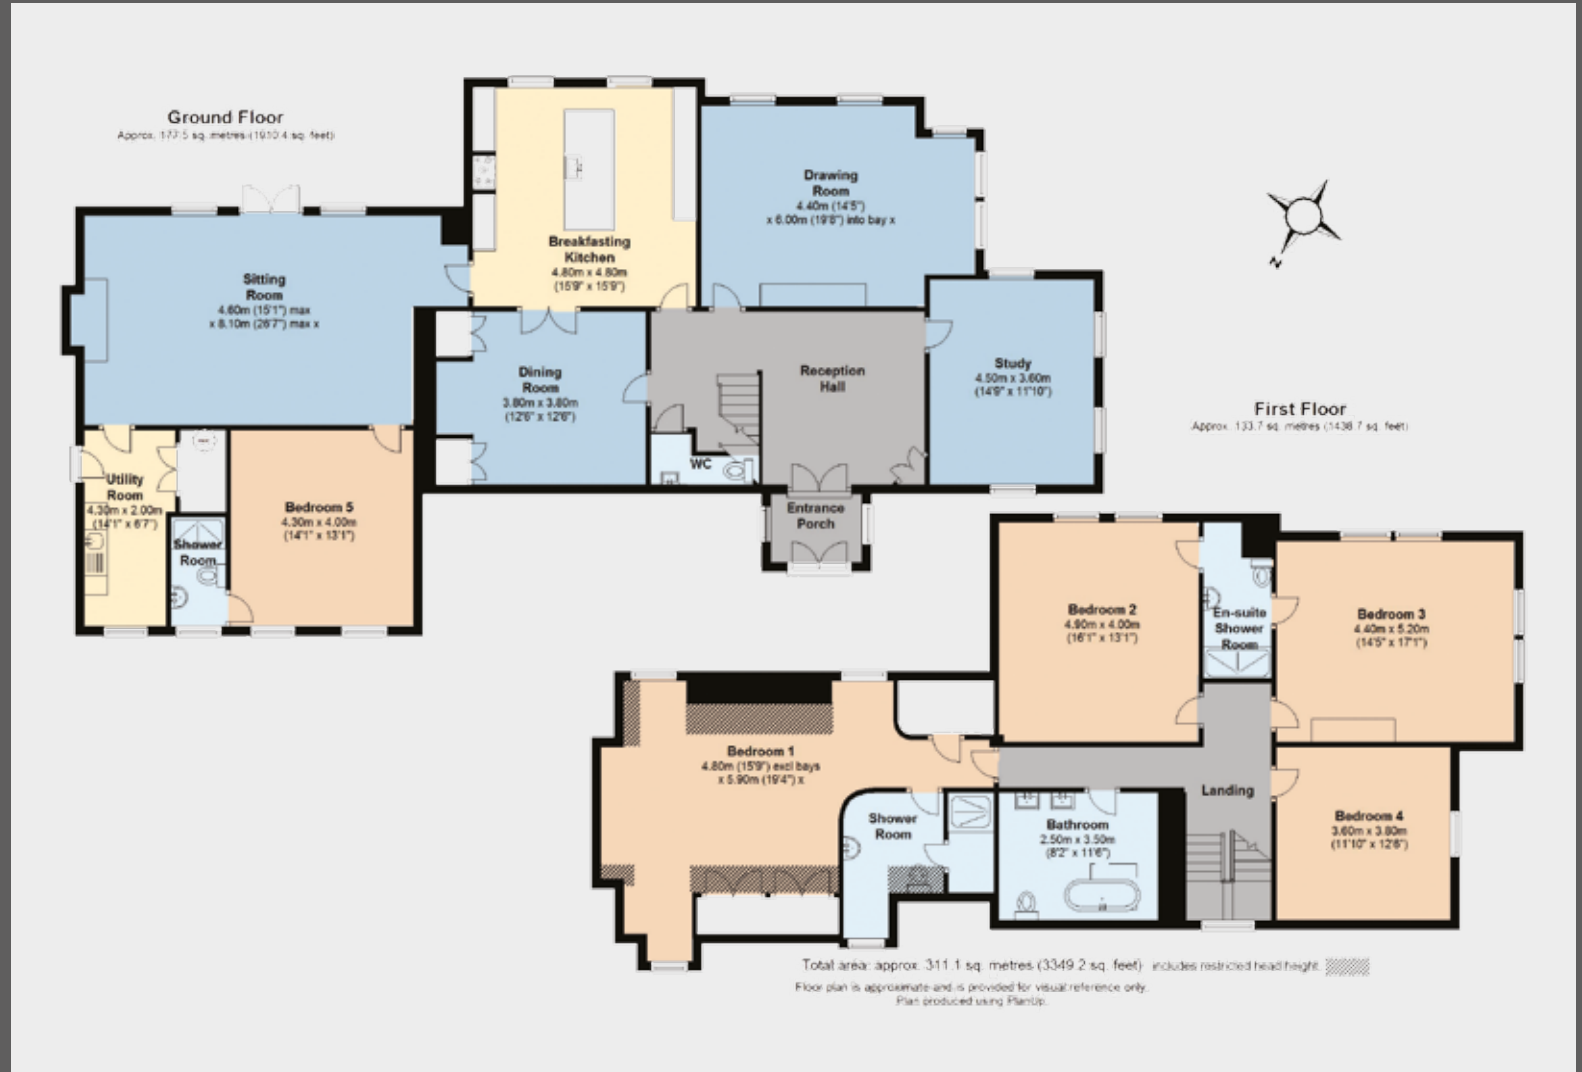 Ground Floor
Approx. 177.5 sq. metres (1910.4 sq. feet)
Drawing
Room
4.40m (14'5")
x 6.00m (19'8") into bay x
Breakfasting
Kitchen
4.80m x 4.80m
(15'9" x 15'9")
Sitting
Room
4.60m (15'1") max
x 8.10m (26'7") max x
N
Dining
Room
3.80m x 3.80m
(12'6" x 12'6")
Reception
Hall
Study
4.50m x 3.60m
(14'9" x 11'10")
WC
Utility
Room
4.30m x 2.00m
(14'1" x 6'7")
Bedroom 5
4.30m x 4.00m
(14'1" x 13'1")
Shower
Room
Entrance
Porch
First Floor
Approx. 133.7 sq. metres (1438.7 sq. feet)
Bedroom 2
4.90m x 4.00m
(16'1" x 13'1")
En-suite
Shower
Room
Bedroom 3
4.40m x 5.20m
(14'5" x 17'1")
Bedroom 1
4.80m (15'9") excl bays
x 5.90m (19'4") x
Shower
Room
Bathroom
2.50m x 3.50m
(8'2" x 11'6")
Landing
Bedroom 4
3.60m x 3.80m
(11'10" x 12'6")
Total area: approx. 311.1 sq. metres (3349.2 sq. feet) includes restricted head height.
Floor plan is approximate and is provided for visual reference only.
Plan produced using PlanUp.